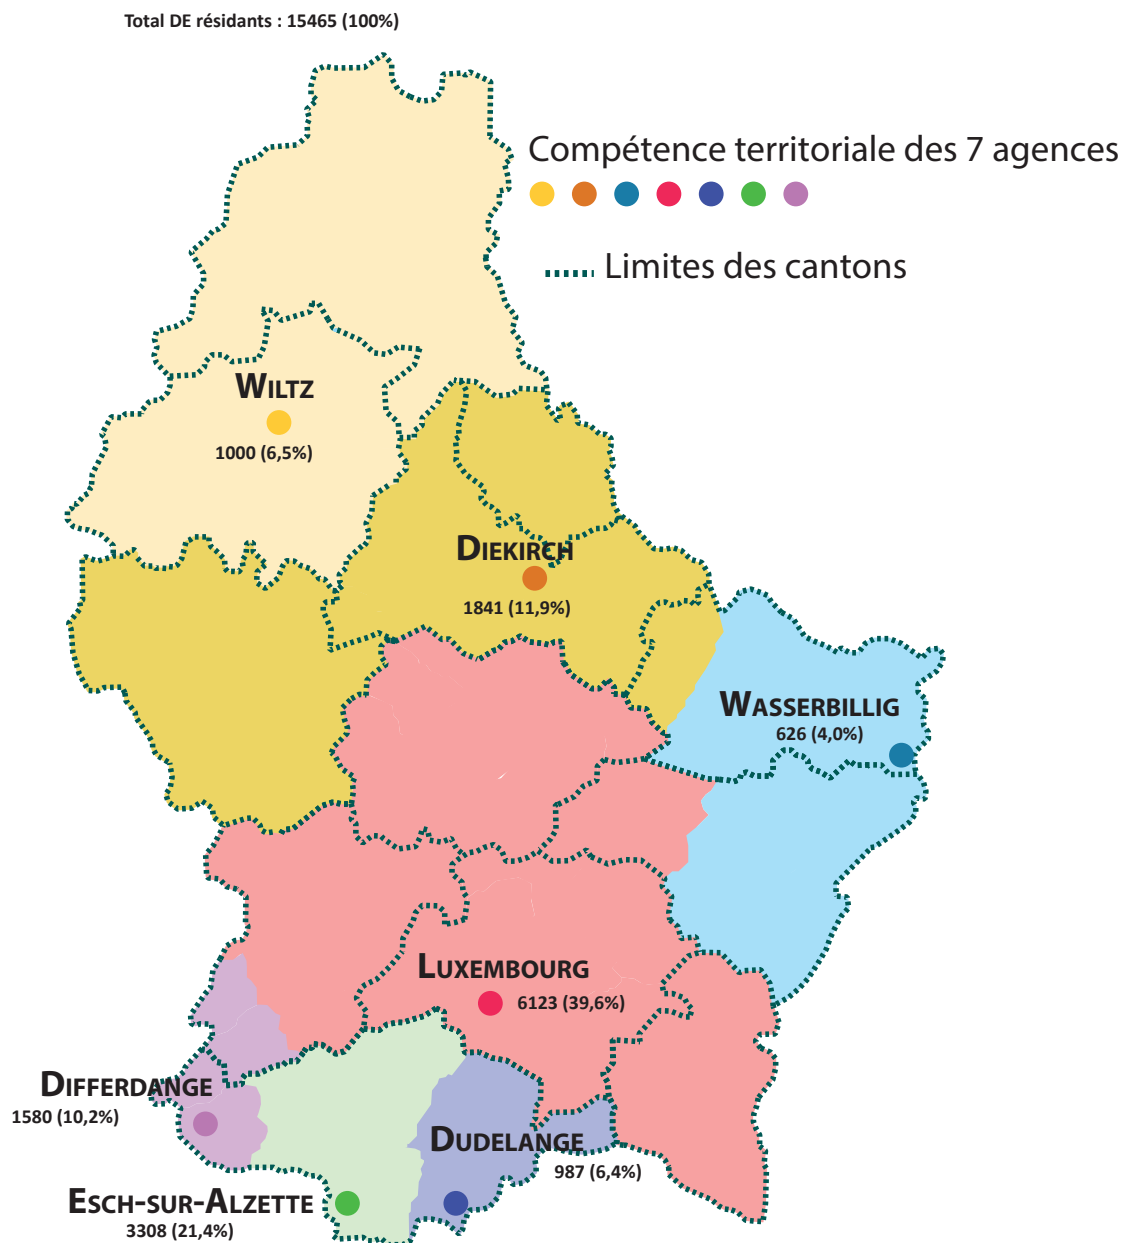 Total DE résidants : 15465 (100%)
Compétence territoriale des 7 agences
Limites des cantons
Wiltz
1000 (6,5%)
Diekirch
1841 (11,9%)
Wasserbillig
626 (4,0%)
Luxembourg
6123 (39,6%)
Differdange
1580 (10,2%)
Dudelange
987 (6,4%)
Esch-sur-Alzette
3308 (21,4%)